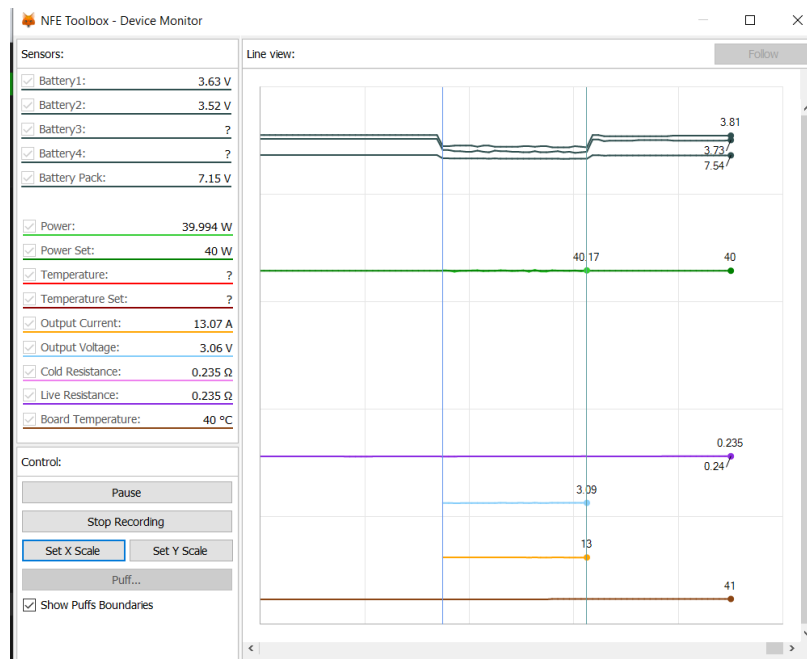 NFE Toolbox - Device Monitor
Sensors:
Battery1: 3.63 V
Battery2: 3.52 V
Battery3: ?
Battery4: ?
Battery Pack: 7.15 V
Power: 39.994 W
Power Set: 40 W
Temperature: ?
Temperature Set: ?
Output Current: 13.07 A
Output Voltage: 3.06 V
Cold Resistance: 0.235 Ω
Live Resistance: 0.235 Ω
Board Temperature: 40 °C
Control:
Pause
Stop Recording
Set X Scale Set Y Scale
Puff...
Show Puffs Boundaries
Line view: Follow
3.81
3.73
7.54
40.17 40
0.235
0.24
3.09
13
41